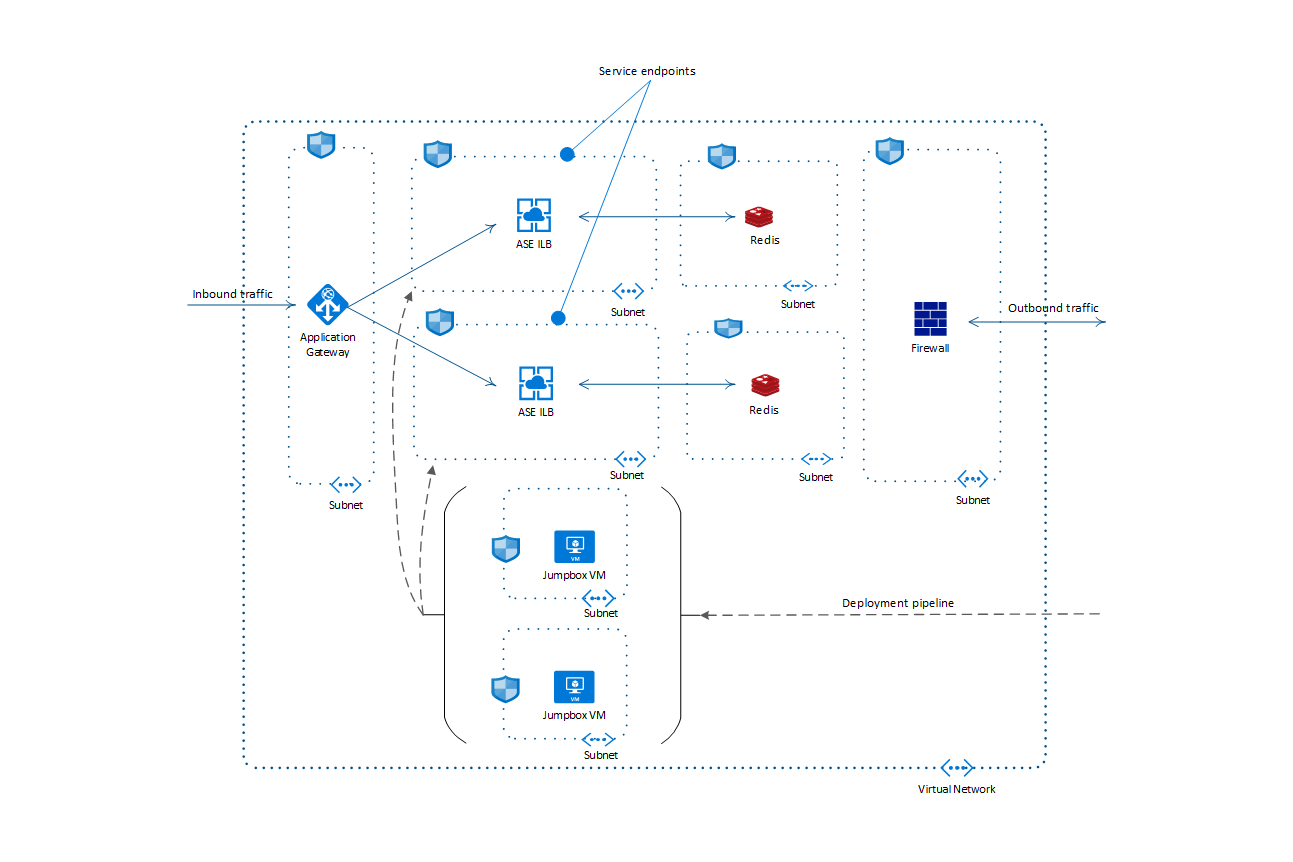 Service endpoints
ASE ILB
Redis
Inbound traffic
Subnet
Subnet
Outbound traffic
Application
Gateway
Firewall
ASE ILB
Redis
Subnet
Subnet
Subnet
Subnet
VM
Jumpbox VM
Subnet
Deployment pipeline
VM
Jumpbox VM
Subnet
Virtual Network